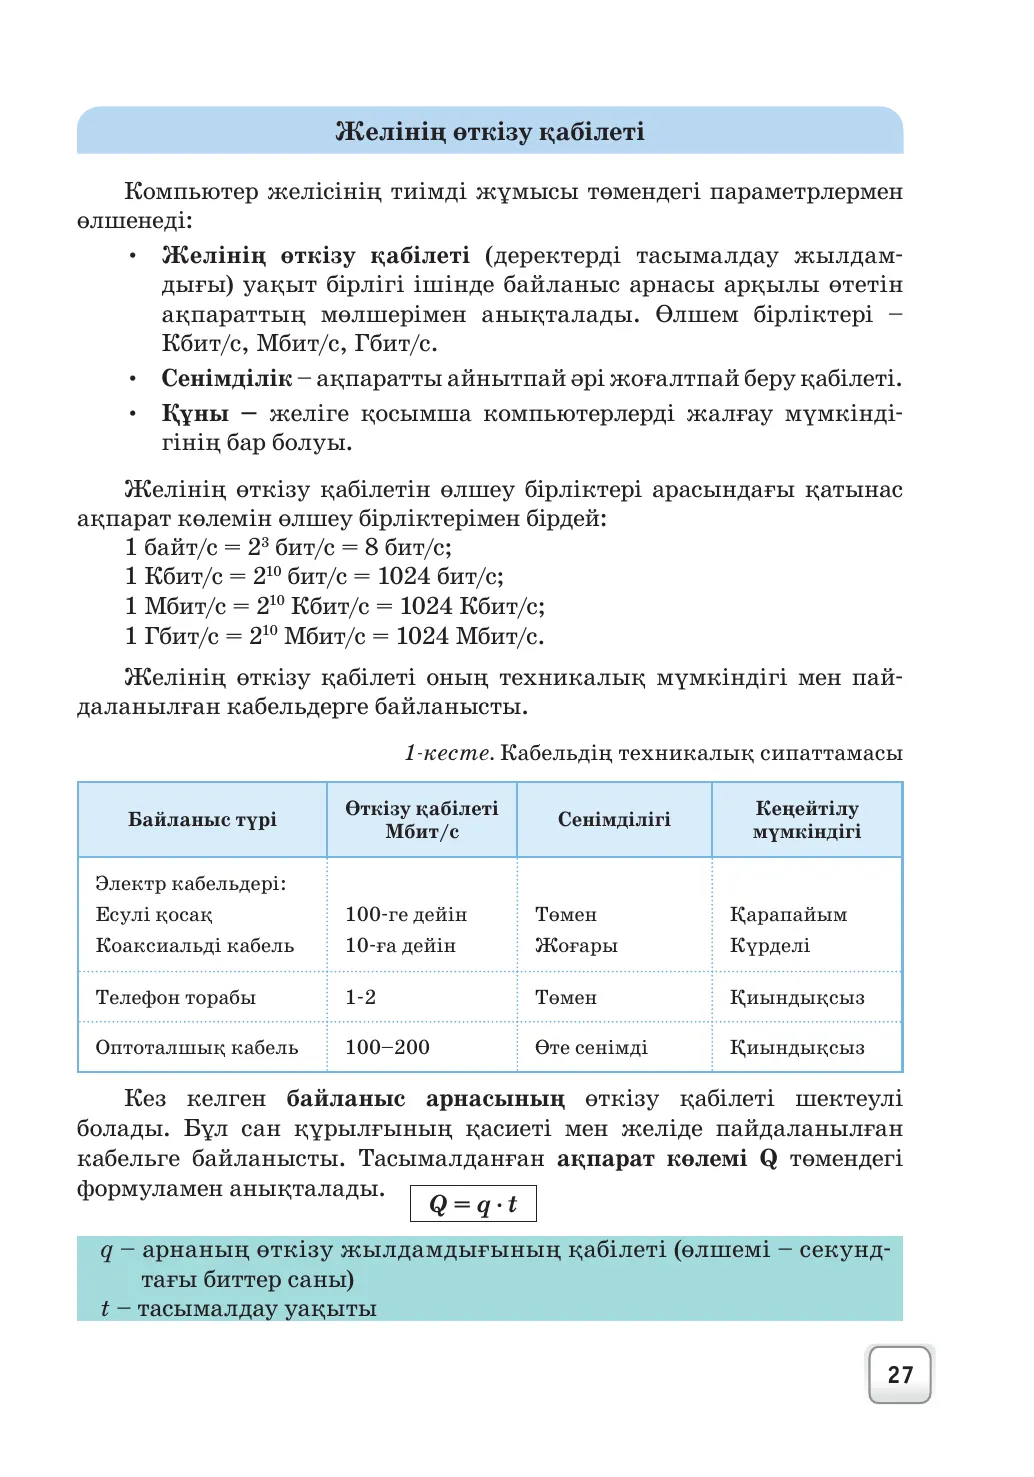 Желінің өткізу қабілеті
Компьютер желісінің тиімді жұмысы төмендегі параметрлермен
өлшенеді:
• Желінің өткізу қабілеті (деректерді тасымалдау жылдам-
дығы) уақыт бірлігі ішінде байланыс арнасы арқылы өтетін
ақпараттың мөлшерімен анықталады. Өлшем бірліктері –
Кбит/с, Мбит/с, Гбит/с.
• Сенімділік – ақпаратты айнытпай әрі жоғалтпай беру қабілеті.
• Құны – желіге қосымша компьютерлерді жалғау мүмкінді-
гінің бар болуы.
Желінің өткізу қабілетін өлшеу бірліктері арасындағы қатынас
ақпарат көлемін өлшеу бірліктерімен бірдей:
1 байт/с = 2³ бит/с = 8 бит/с;
1 Кбит/с = 2¹⁰ бит/с = 1024 бит/с;
1 Мбит/с = 2¹⁰ Кбит/с = 1024 Кбит/с;
1 Гбит/с = 2¹⁰ Мбит/с = 1024 Мбит/с.
Желінің өткізу қабілеті оның техникалық мүмкіндігі мен пай-
даланылған кабельдерге байланысты.
1-кесте. Кабельдің техникалық сипаттамасы
Байланыс түрі Өткізу қабілеті Мбит/с Сенімділігі Кеңейтілу мүмкіндігі
Электр кабельдері:
Есулі қосақ 100-ге дейін Төмен Қарапайым
Коаксиальді кабель 10-ға дейін Жоғары Күрделі
Телефон торабы 1-2 Төмен Қиындықсыз
Оптоталшық кабель 100–200 Өте сенімді Қиындықсыз
Кез келген байланыс арнасының өткізу қабілеті шектеулі
болады. Бұл сан құрылғының қасиеті мен желіде пайдаланылған
кабельге байланысты. Тасымалданған ақпарат көлемі Q төмендегі
формуламен анықталады.
Q = q · t
q – арнаның өткізу жылдамдығының қабілеті (өлшемі – секунд-
тағы биттер саны)
t – тасымалдау уақыты
27